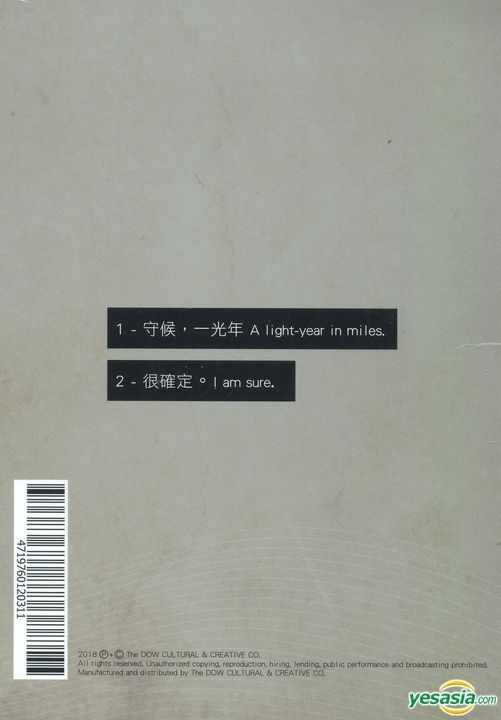 1 - 守候，一光年 A light-year in miles.
2 - 很確定。I am sure.
4719760120311
2018 Ⓟ+© The DOW CULTURAL & CREATIVE CO.
All rights reserved. Unauthorized copying, reproduction, hiring, lending, public performance and broadcasting prohibited.
Manufactured and distributed by The DOW CULTURAL & CREATIVE CO.
yesasia.com